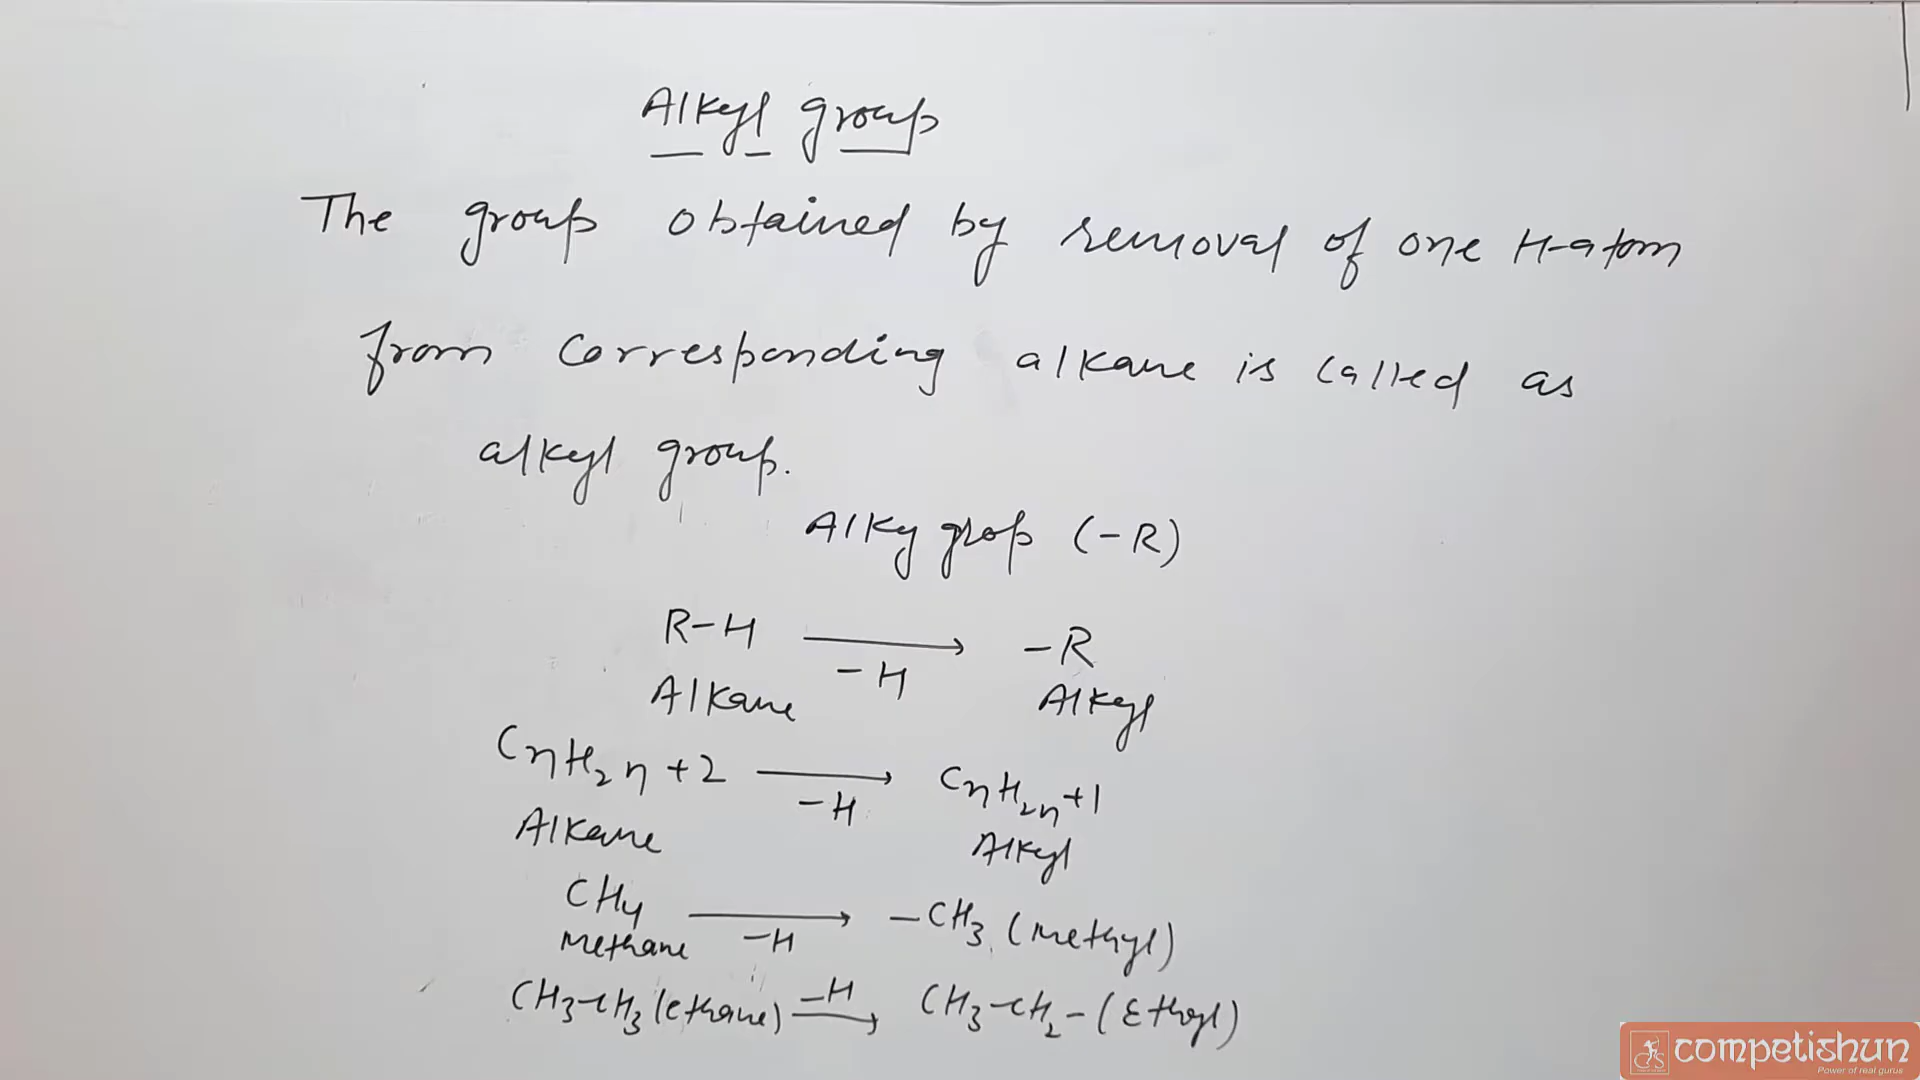 Alkyl group
The group obtained by removal of one H-atom
from corresponding alkane is called as
alkyl group.
Alky grop (-R)
R-H → -R
-H
Alkane Alkyl
CnH2n+2 → CnH2n+1
-H
Alkane Alkyl
CH4 → -CH3 (methyl)
methane -H
CH3-CH3 (ethane) -H → CH3-CH2- (Ethyl)
competishun
Power of real gurus